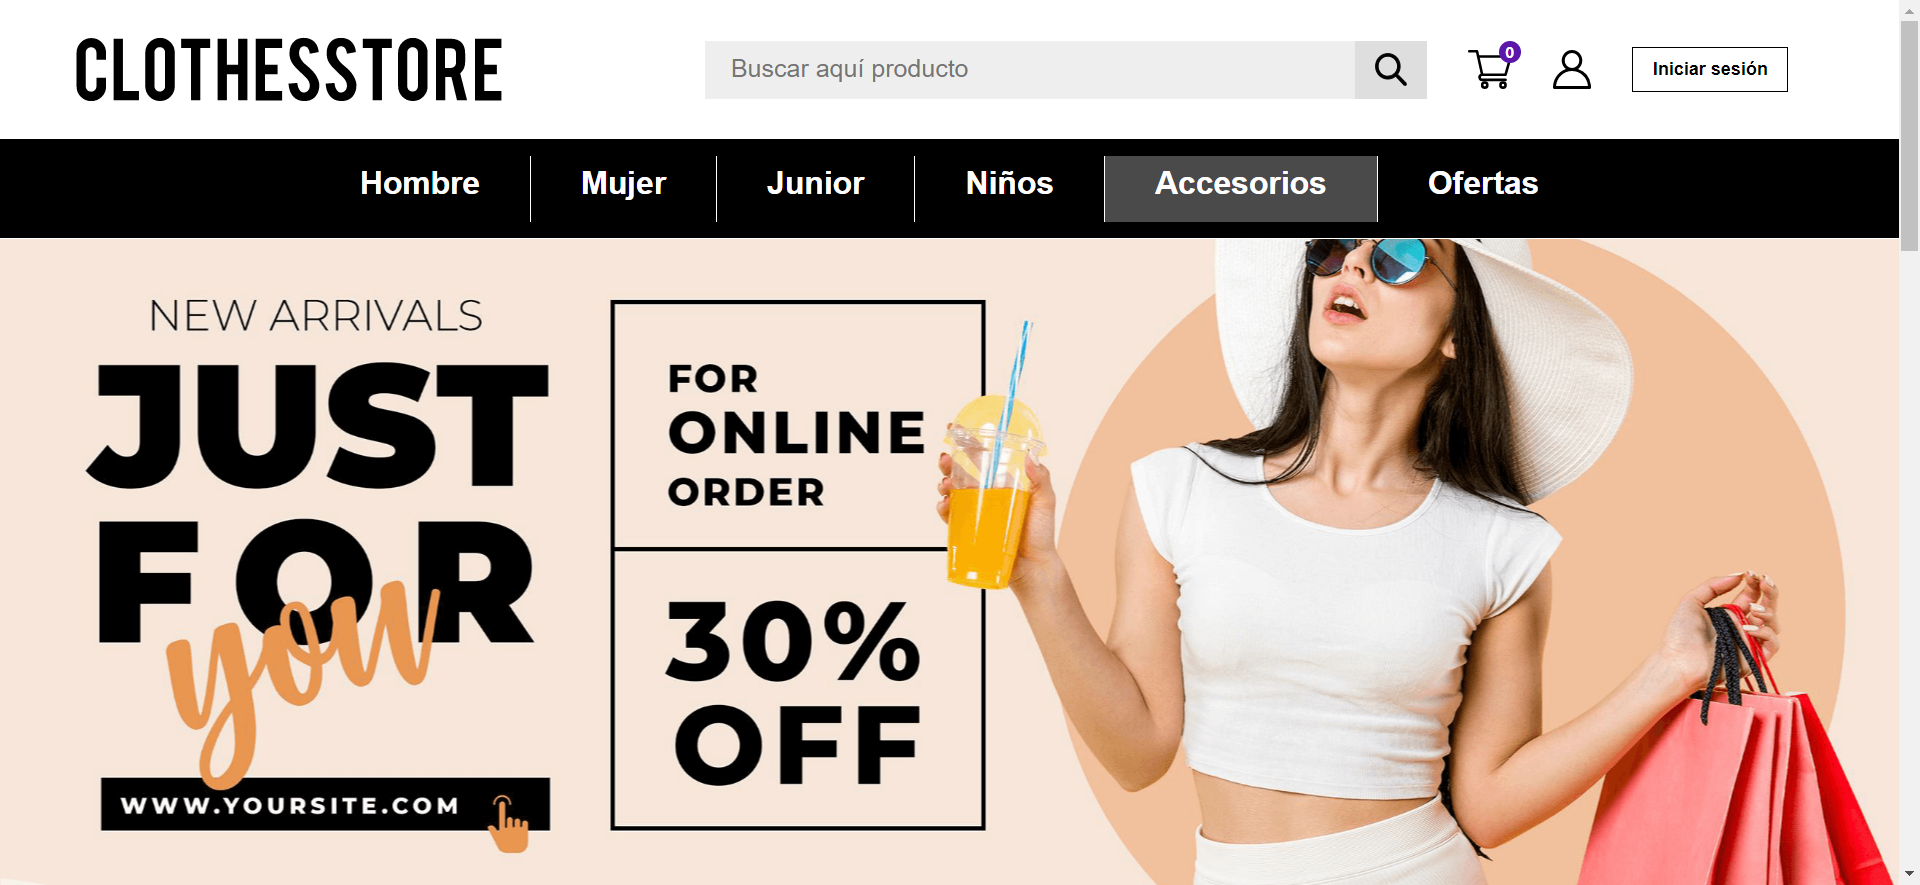 CLOTHESSTORE
Buscar aquí producto
0
Iniciar sesión
Hombre
Mujer
Junior
Niños
Accesorios
Ofertas
NEW ARRIVALS
JUST
FOR
you
WWW.YOURSITE.COM
FOR
ONLINE
ORDER
30%
OFF